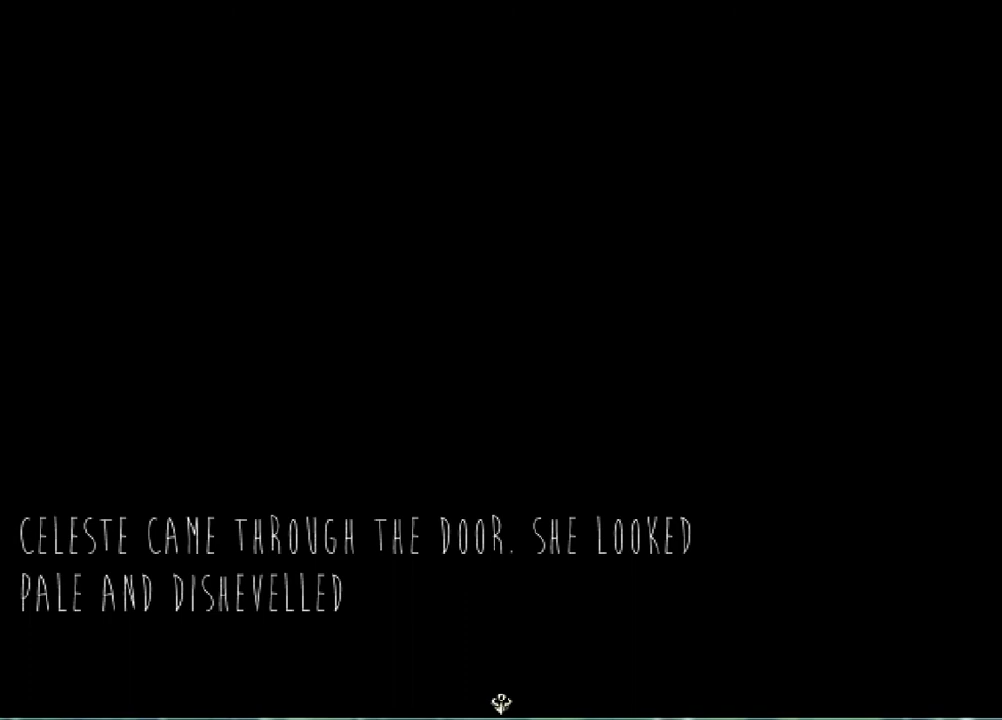 CELESTE CAME THROUGH THE DOOR. SHE LOOKED
PALE AND DISHEVELLED